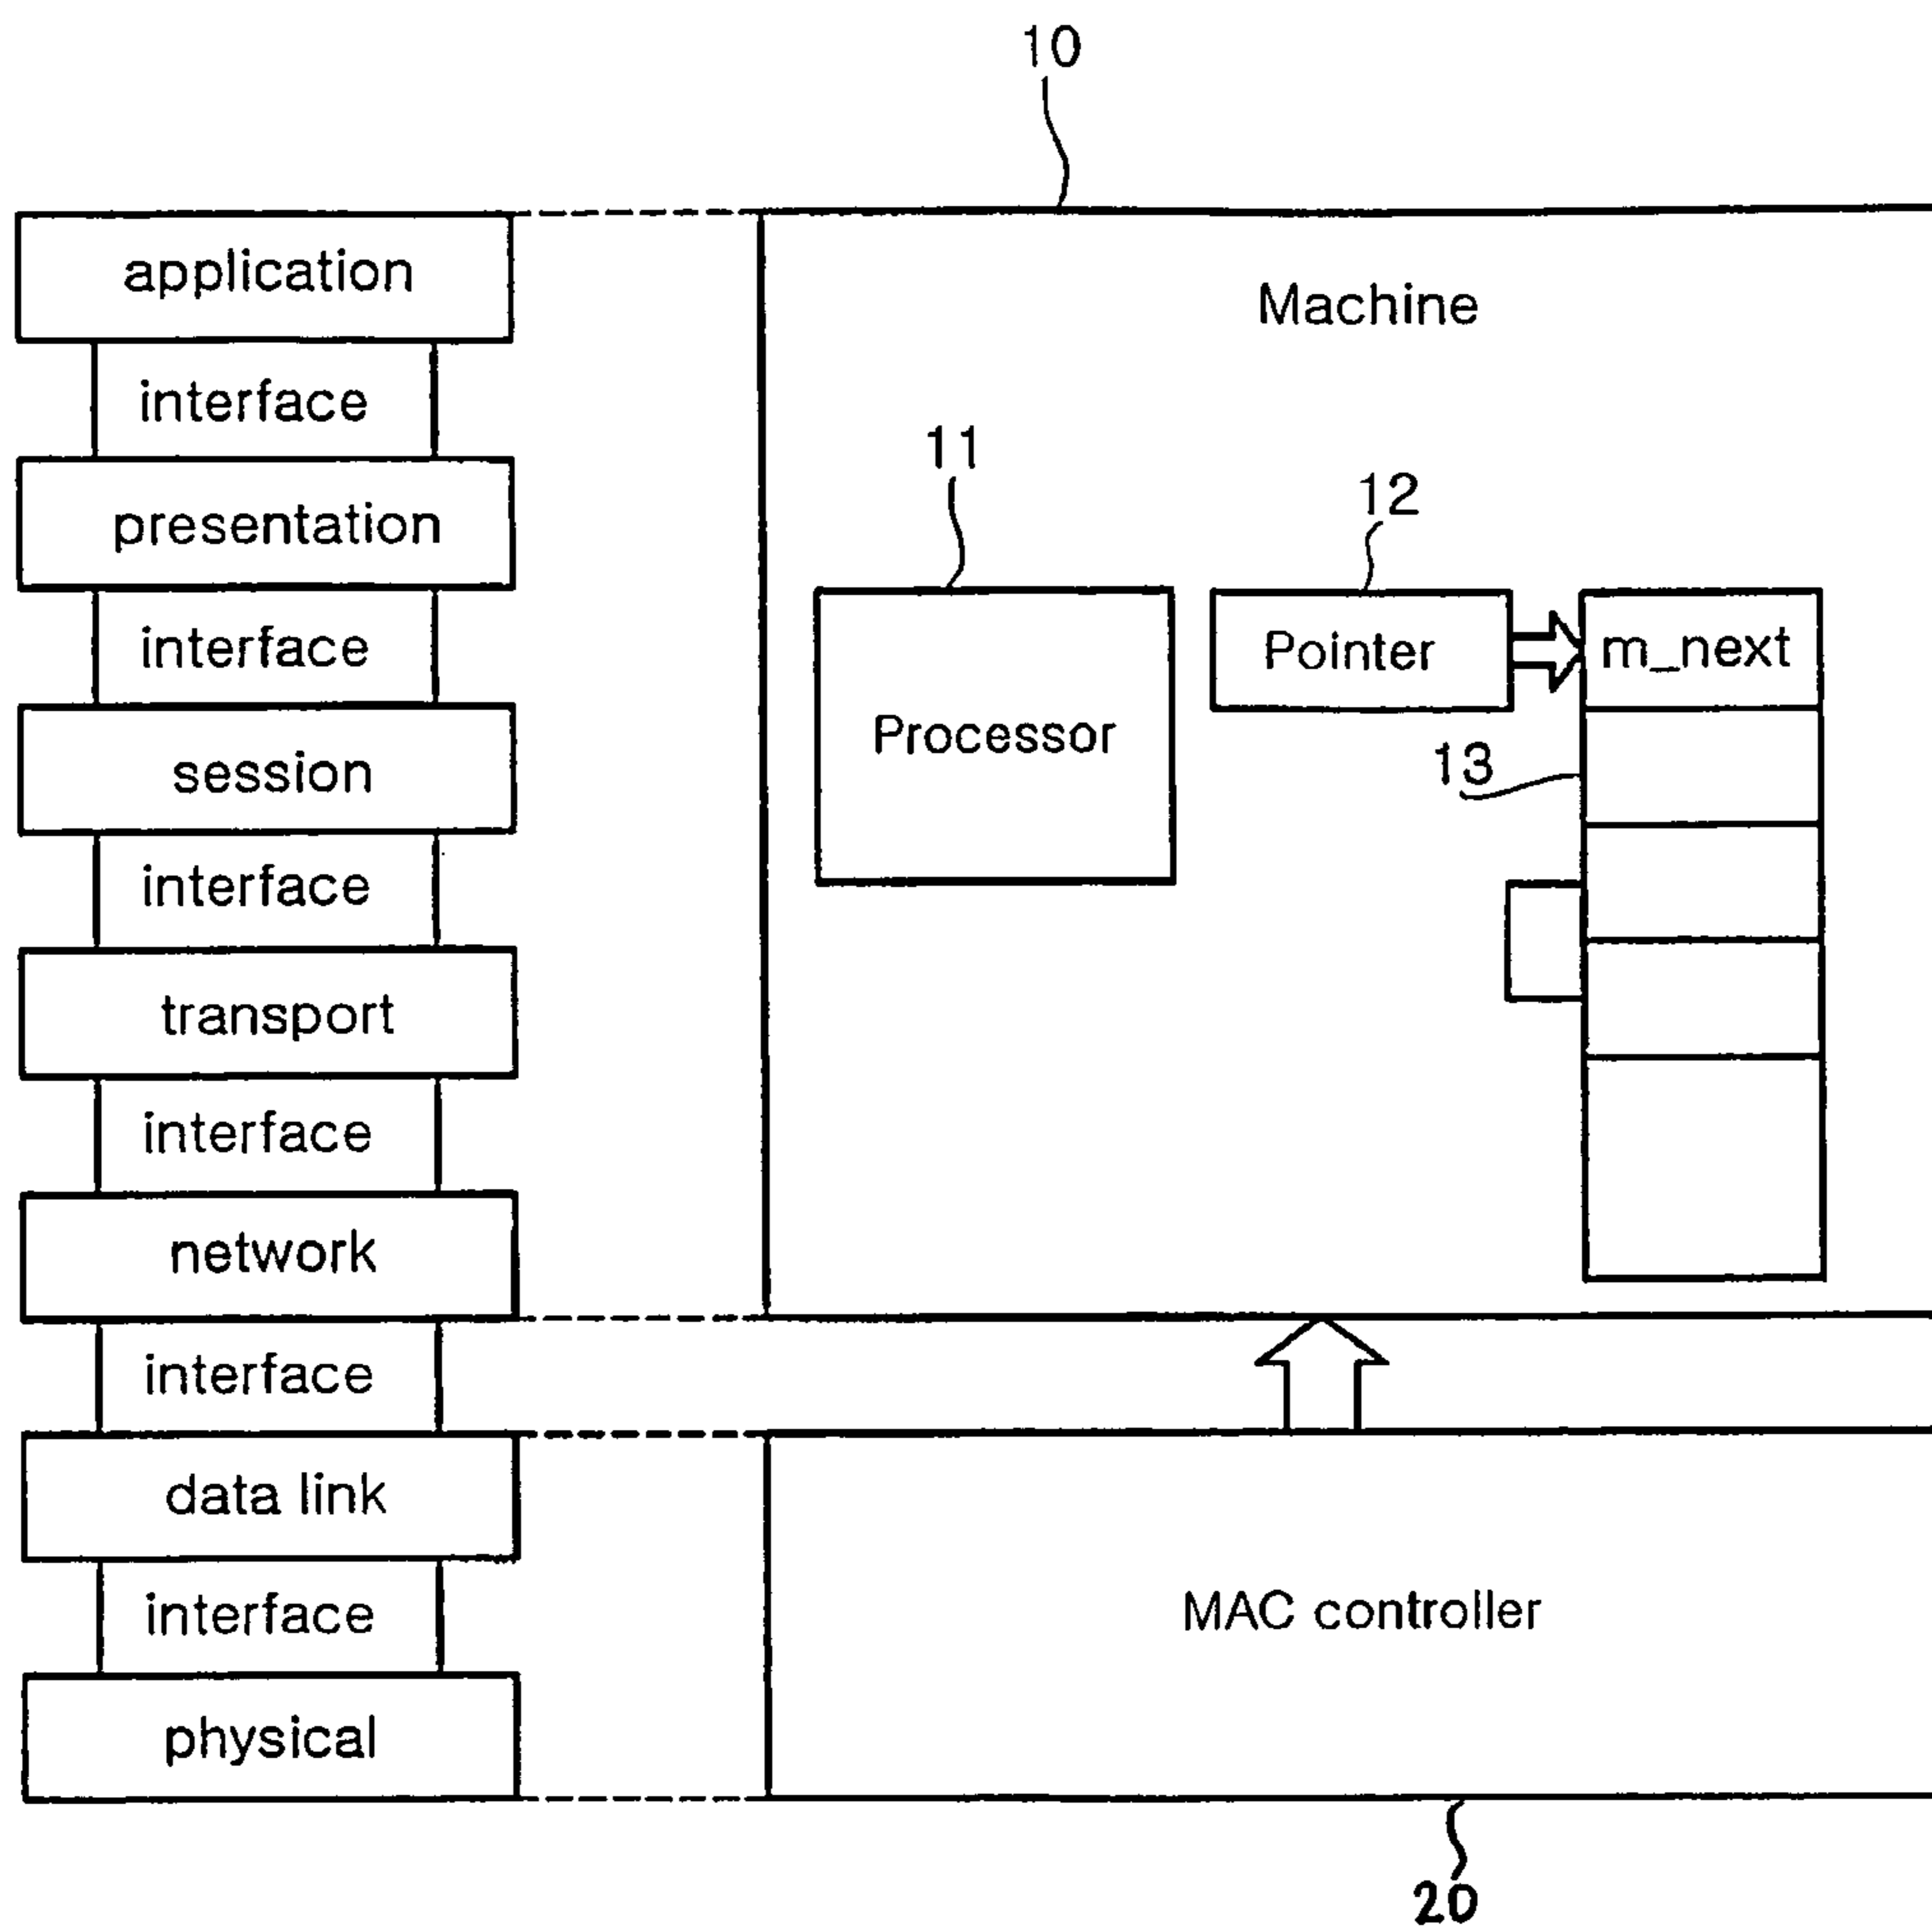 10
application
Machine
interface
11
12
presentation
Pointer
m_next
interface
Processor
13
session
interface
transport
interface
network
interface
data link
MAC controller
interface
physical
20